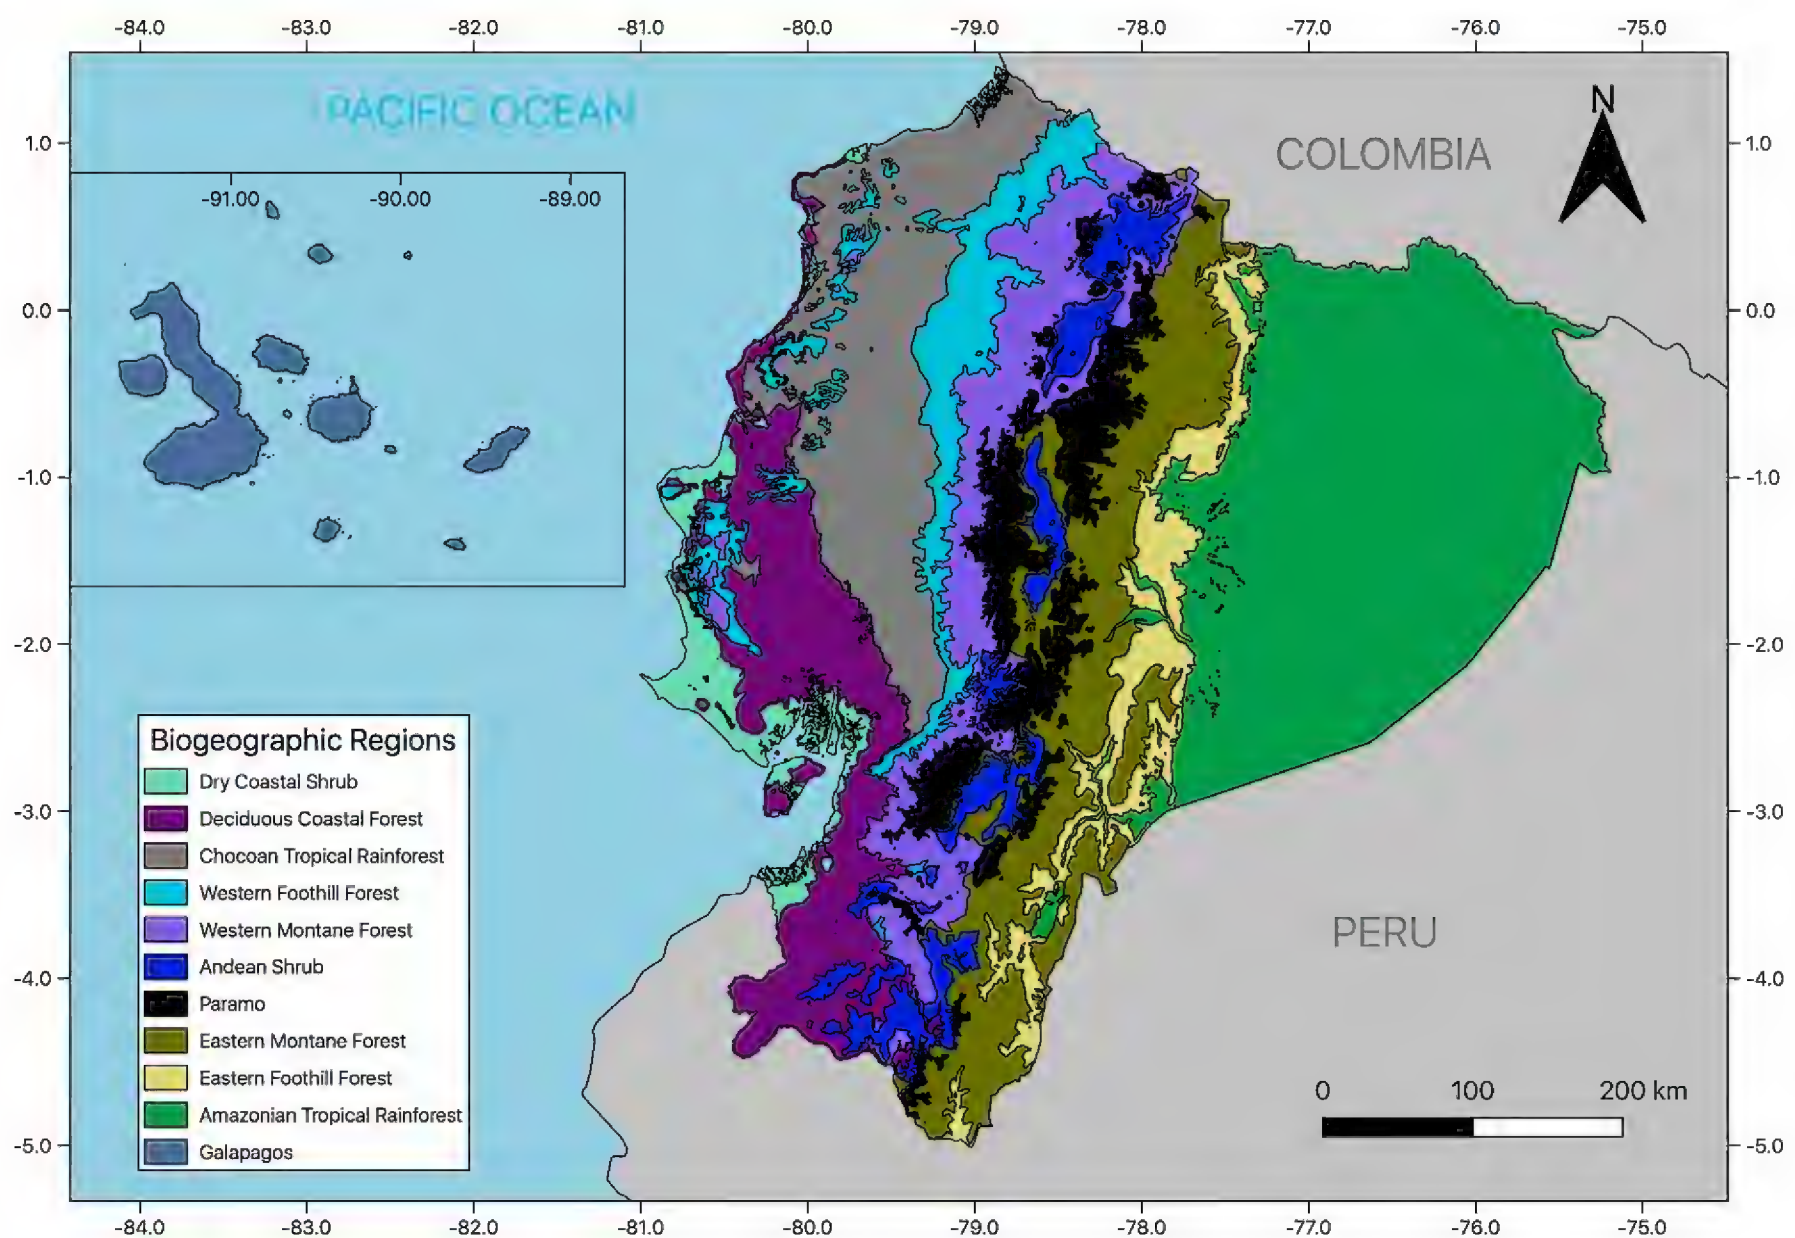 -84.0 -83.0 -82.0 -81.0 -80.0 -79.0 -78.0 -77.0 -76.0 -75.0
PACIFIC OCEAN
N
1.0 COLOMBIA 1.0
-91.00 -90.00 -89.00
0.0 0.0
-1.0 -1.0
-2.0 -2.0
Biogeographic Regions
Dry Coastal Shrub
Deciduous Coastal Forest
Chocoan Tropical Rainforest
Western Foothill Forest
Western Montane Forest
Andean Shrub
Paramo
Eastern Montane Forest
Eastern Foothill Forest
Amazonian Tropical Rainforest
Galapagos
-3.0 -3.0
PERU
-4.0 -4.0
0 100 200 km
-5.0 -5.0
-84.0 -83.0 -82.0 -81.0 -80.0 -79.0 -78.0 -77.0 -76.0 -75.0